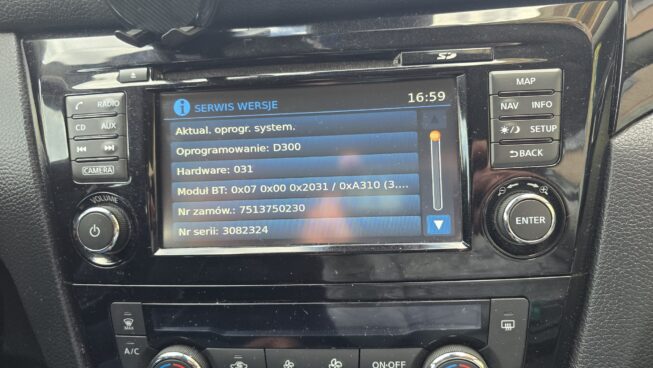 SD
SERWIS WERSJE 16:59
Aktual. oprogr. system.
Oprogramowanie: D300
Hardware: 031
Moduł BT: 0x07 0x00 0x2031 / 0xA310 (3....
Nr zamów.: 7513750230
Nr serii: 3082324
RADIO
CD AUX
CAMERA
VOLUME
MAP
NAV INFO
SETUP
BACK
ENTER
MAX
A/C
ON·OFF